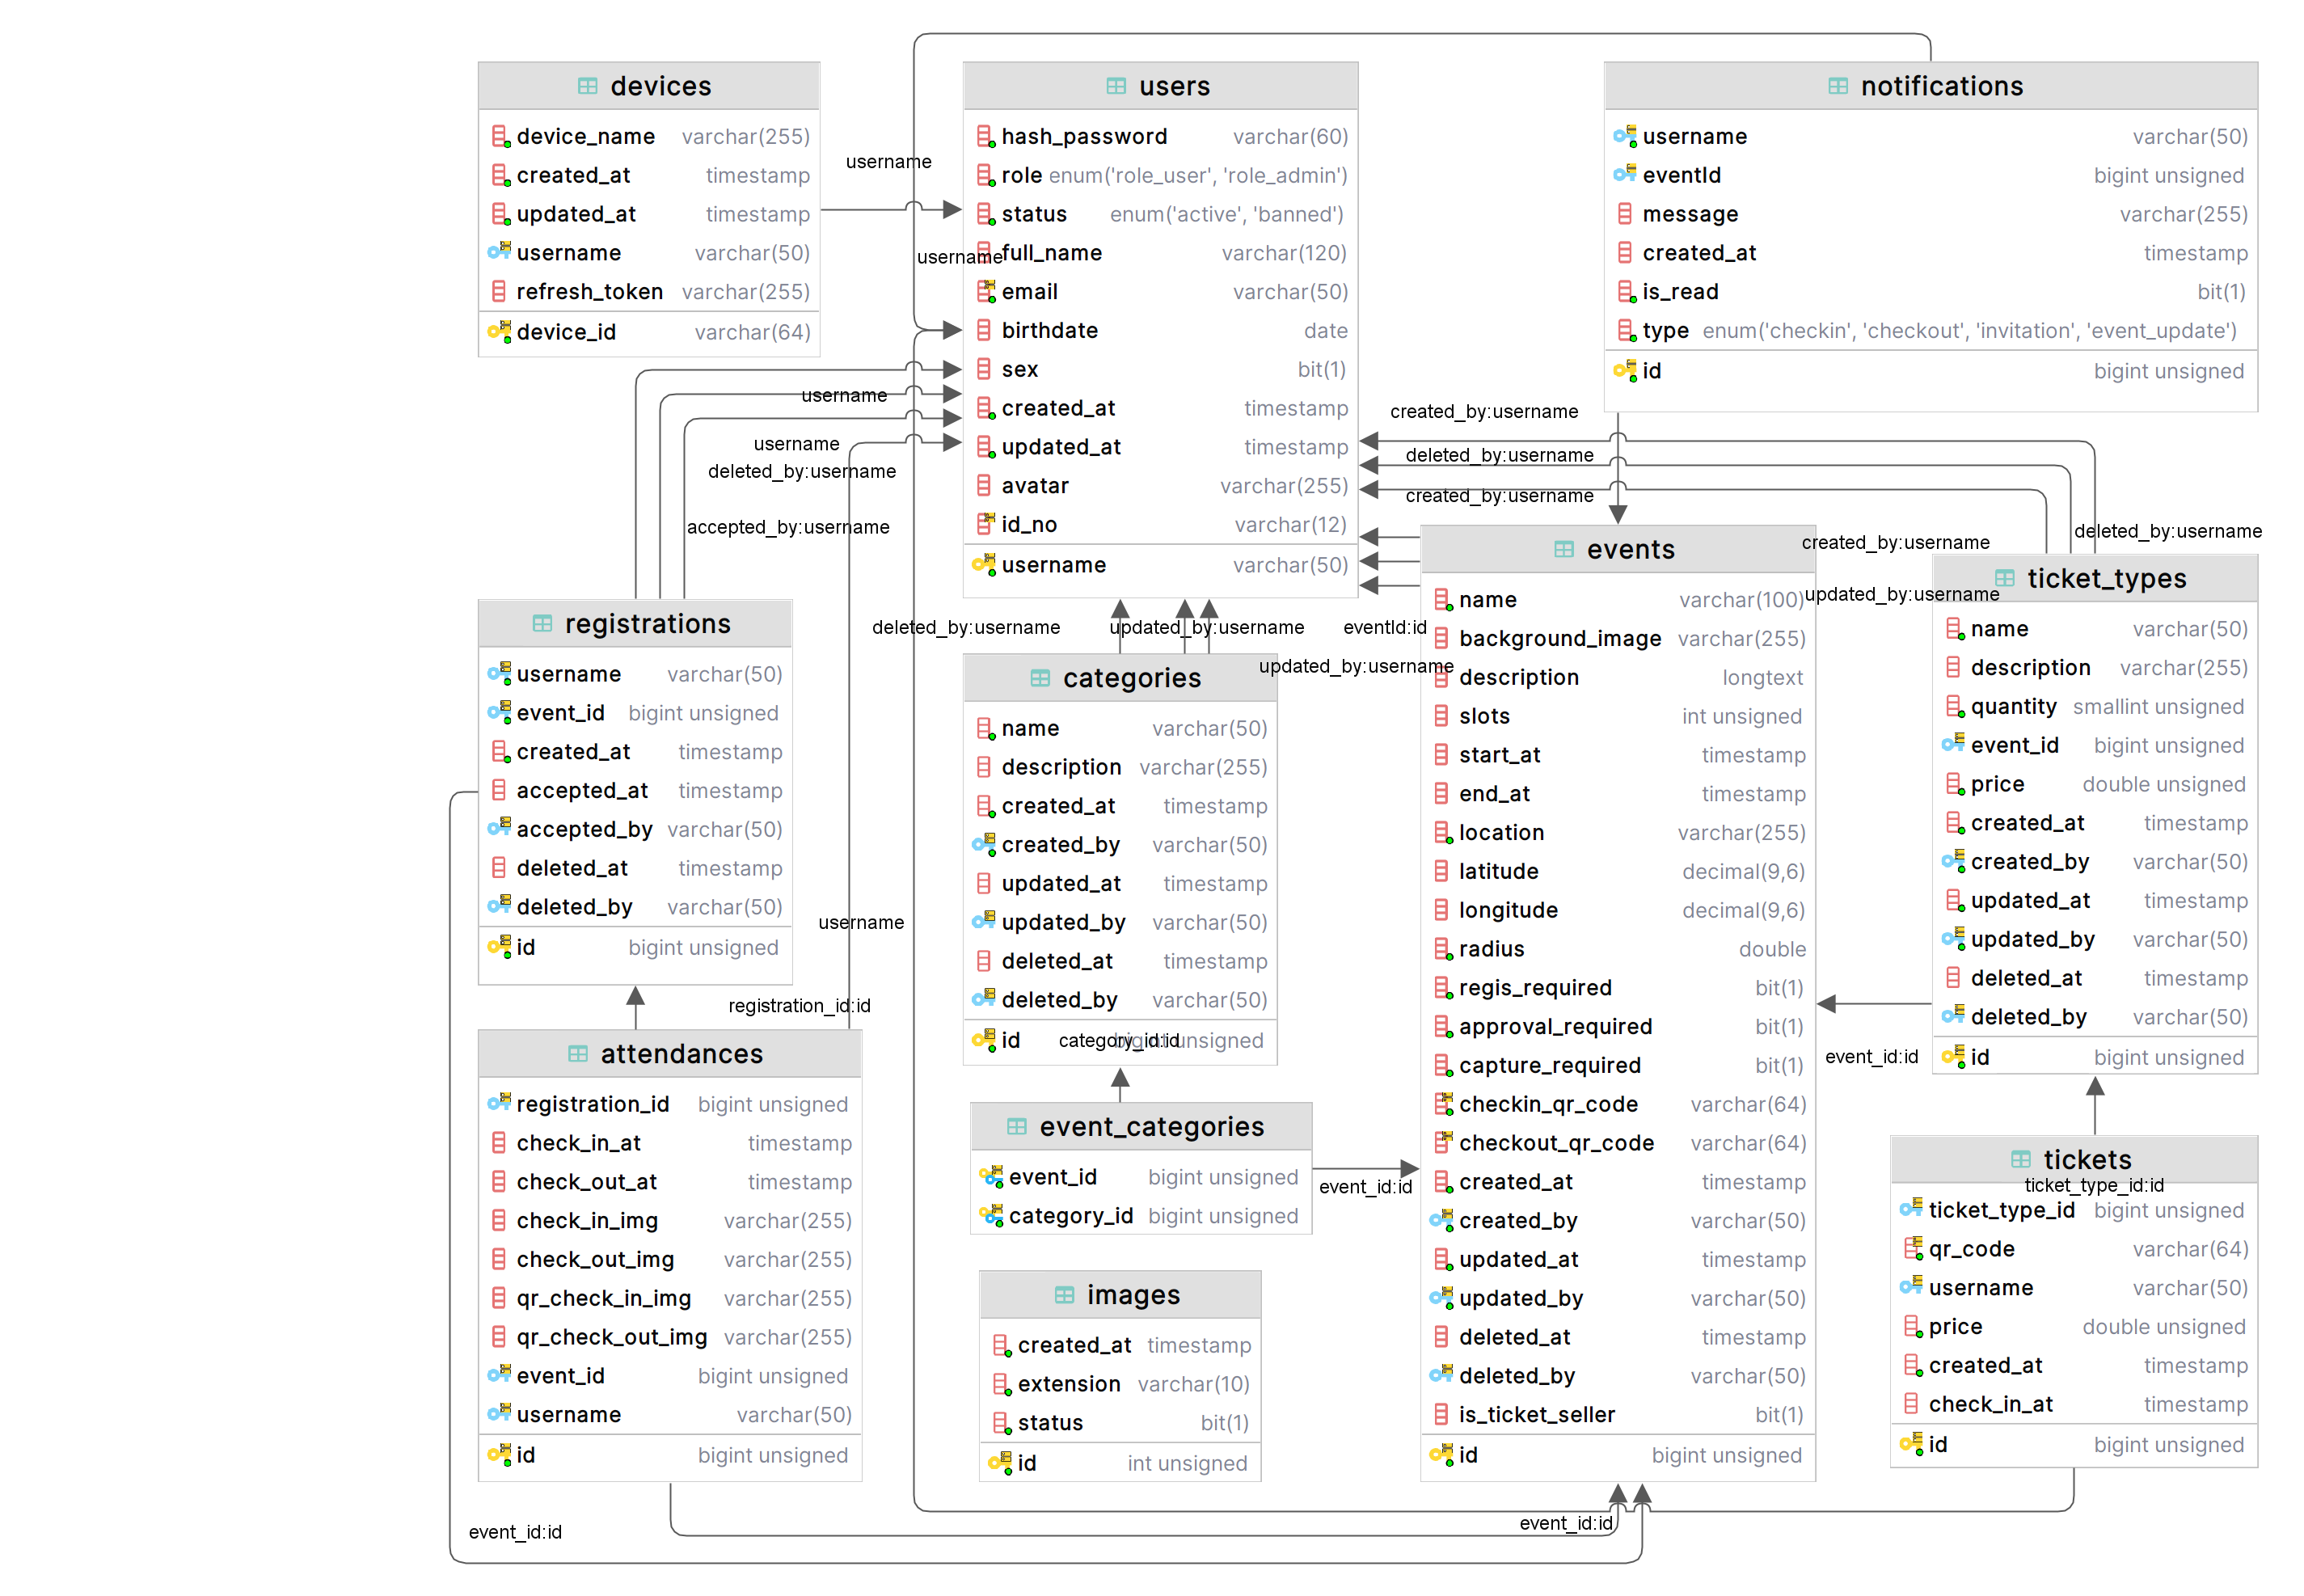 devices
device_name varchar(255)
created_at timestamp
updated_at timestamp
username varchar(50)
refresh_token varchar(255)
device_id varchar(64)
username
users
hash_password varchar(60)
role enum('role_user', 'role_admin')
status enum('active', 'banned')
full_name varchar(120)
email varchar(50)
birthdate date
sex bit(1)
created_at timestamp
updated_at timestamp
avatar varchar(255)
id_no varchar(12)
username varchar(50)
username
notifications
username varchar(50)
eventId bigint unsigned
message varchar(255)
created_at timestamp
is_read bit(1)
type enum('checkin', 'checkout', 'invitation', 'event_update')
id bigint unsigned
username
username
deleted_by:username
accepted_by:username
created_by:username
deleted_by:username
created_by:username
created_by:username
deleted_by:username
updated_by:username
deleted_by:username
updated_by:username
eventId:id
updated_by:username
registrations
username varchar(50)
event_id bigint unsigned
created_at timestamp
accepted_at timestamp
accepted_by varchar(50)
deleted_at timestamp
deleted_by varchar(50)
id bigint unsigned
username
registration_id:id
categories
name varchar(50)
description varchar(255)
created_at timestamp
created_by varchar(50)
updated_at timestamp
updated_by varchar(50)
deleted_at timestamp
deleted_by varchar(50)
id bigint unsigned
category_id:id
events
name varchar(100)
background_image varchar(255)
description longtext
slots int unsigned
start_at timestamp
end_at timestamp
location varchar(255)
latitude decimal(9,6)
longitude decimal(9,6)
radius double
regis_required bit(1)
approval_required bit(1)
capture_required bit(1)
checkin_qr_code varchar(64)
checkout_qr_code varchar(64)
created_at timestamp
created_by varchar(50)
updated_at timestamp
updated_by varchar(50)
deleted_at timestamp
deleted_by varchar(50)
is_ticket_seller bit(1)
id bigint unsigned
ticket_types
name varchar(50)
description varchar(255)
quantity smallint unsigned
event_id bigint unsigned
price double unsigned
created_at timestamp
created_by varchar(50)
updated_at timestamp
updated_by varchar(50)
deleted_at timestamp
deleted_by varchar(50)
id bigint unsigned
event_id:id
attendances
registration_id bigint unsigned
check_in_at timestamp
check_out_at timestamp
check_in_img varchar(255)
check_out_img varchar(255)
qr_check_in_img varchar(255)
qr_check_out_img varchar(255)
event_id bigint unsigned
username varchar(50)
id bigint unsigned
event_categories
event_id bigint unsigned
category_id bigint unsigned
event_id:id
images
created_at timestamp
extension varchar(10)
status bit(1)
id int unsigned
tickets
ticket_type_id:id
ticket_type_id bigint unsigned
qr_code varchar(64)
username varchar(50)
price double unsigned
created_at timestamp
check_in_at timestamp
id bigint unsigned
event_id:id
event_id:id